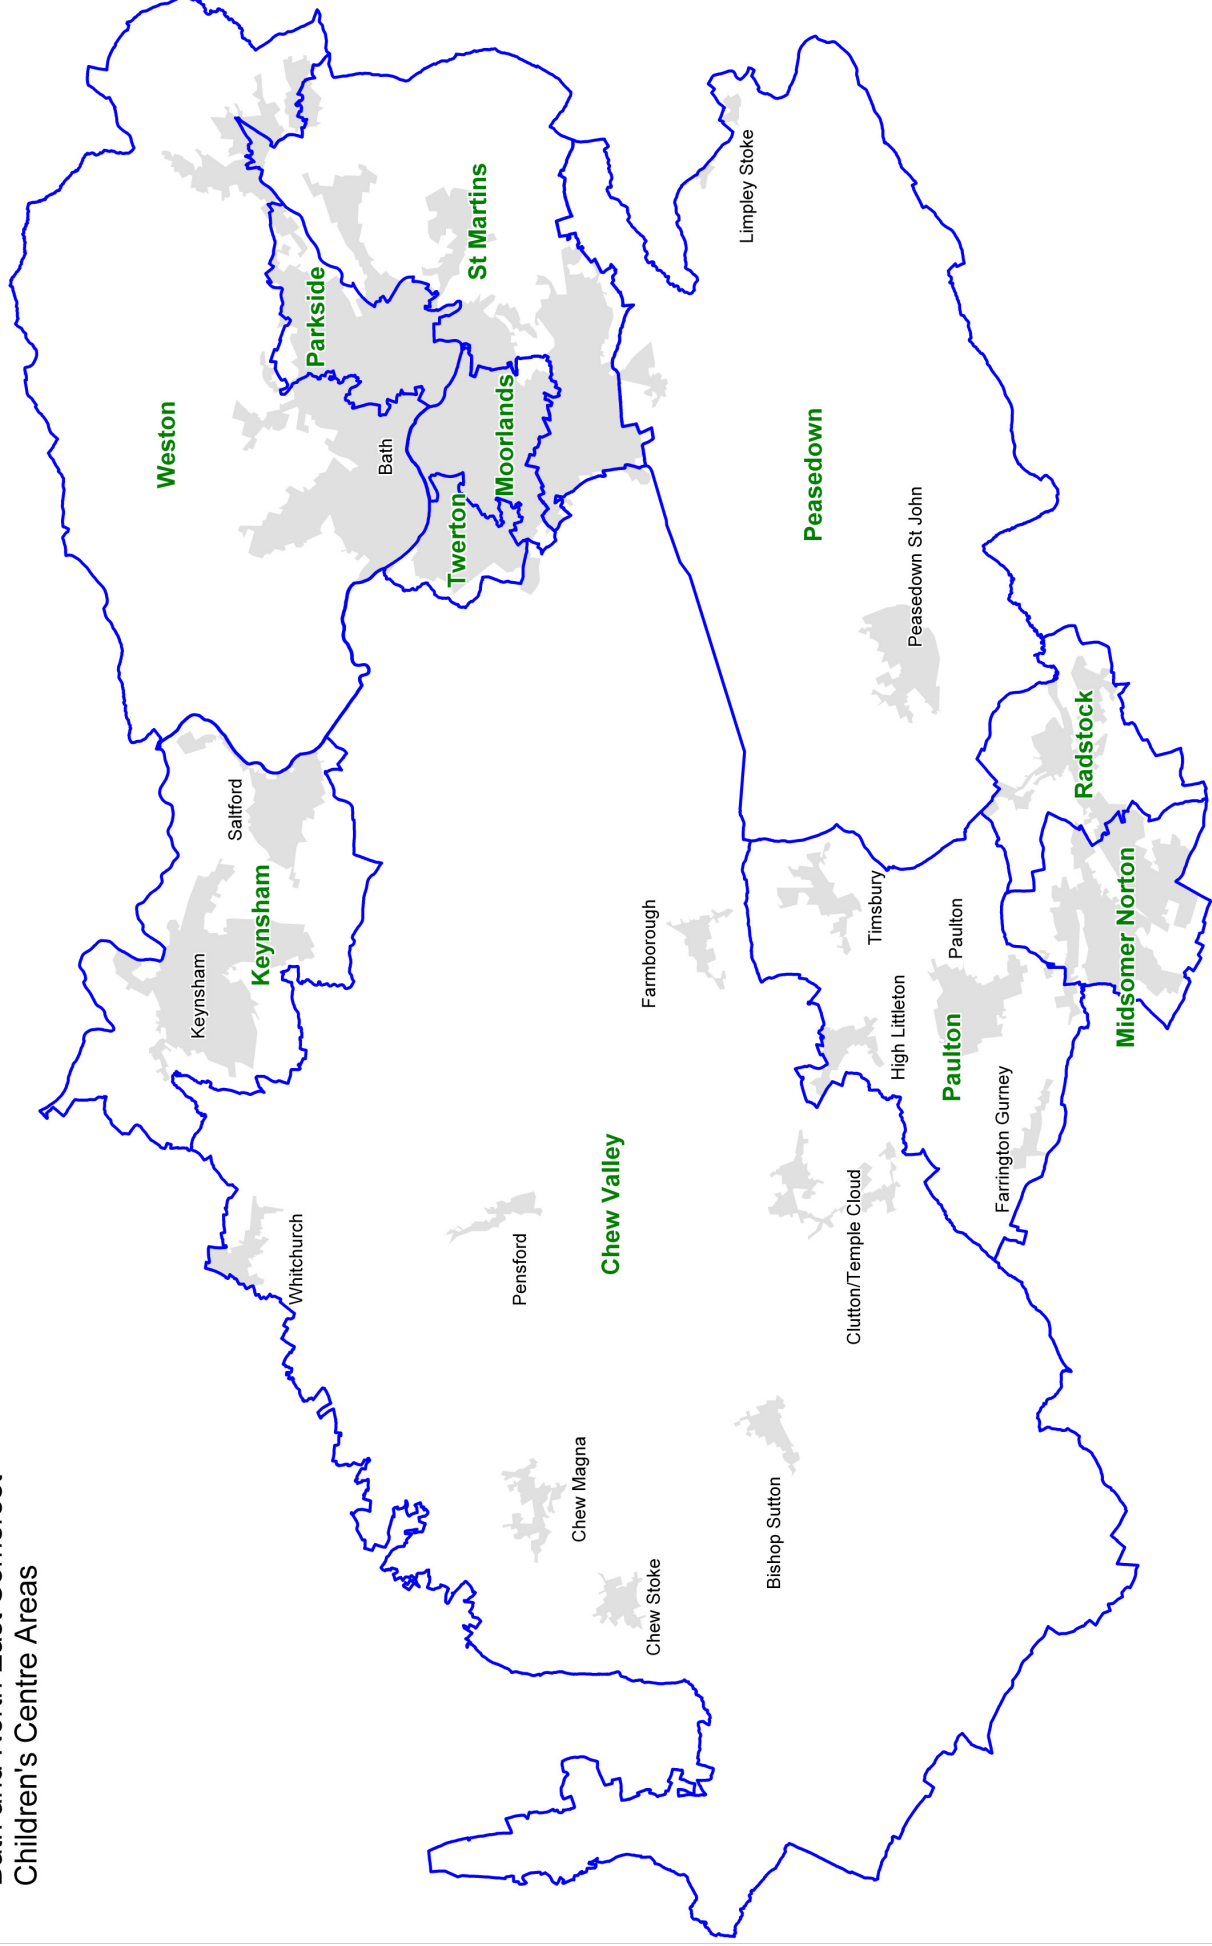 Children's Centre Areas
Weston
Parkside
St Martins
Bath
Moorlands
Twerton
Limpley Stoke
Peasedown
Peasedown St John
Saltford
Keynsham
Keynsham
Radstock
Midsomer Norton
Farmborough
Timsbury
Paulton
High Littleton
Paulton
Farrington Gurney
Whitchurch
Pensford
Chew Valley
Clutton/Temple Cloud
Chew Magna
Chew Stoke
Bishop Sutton